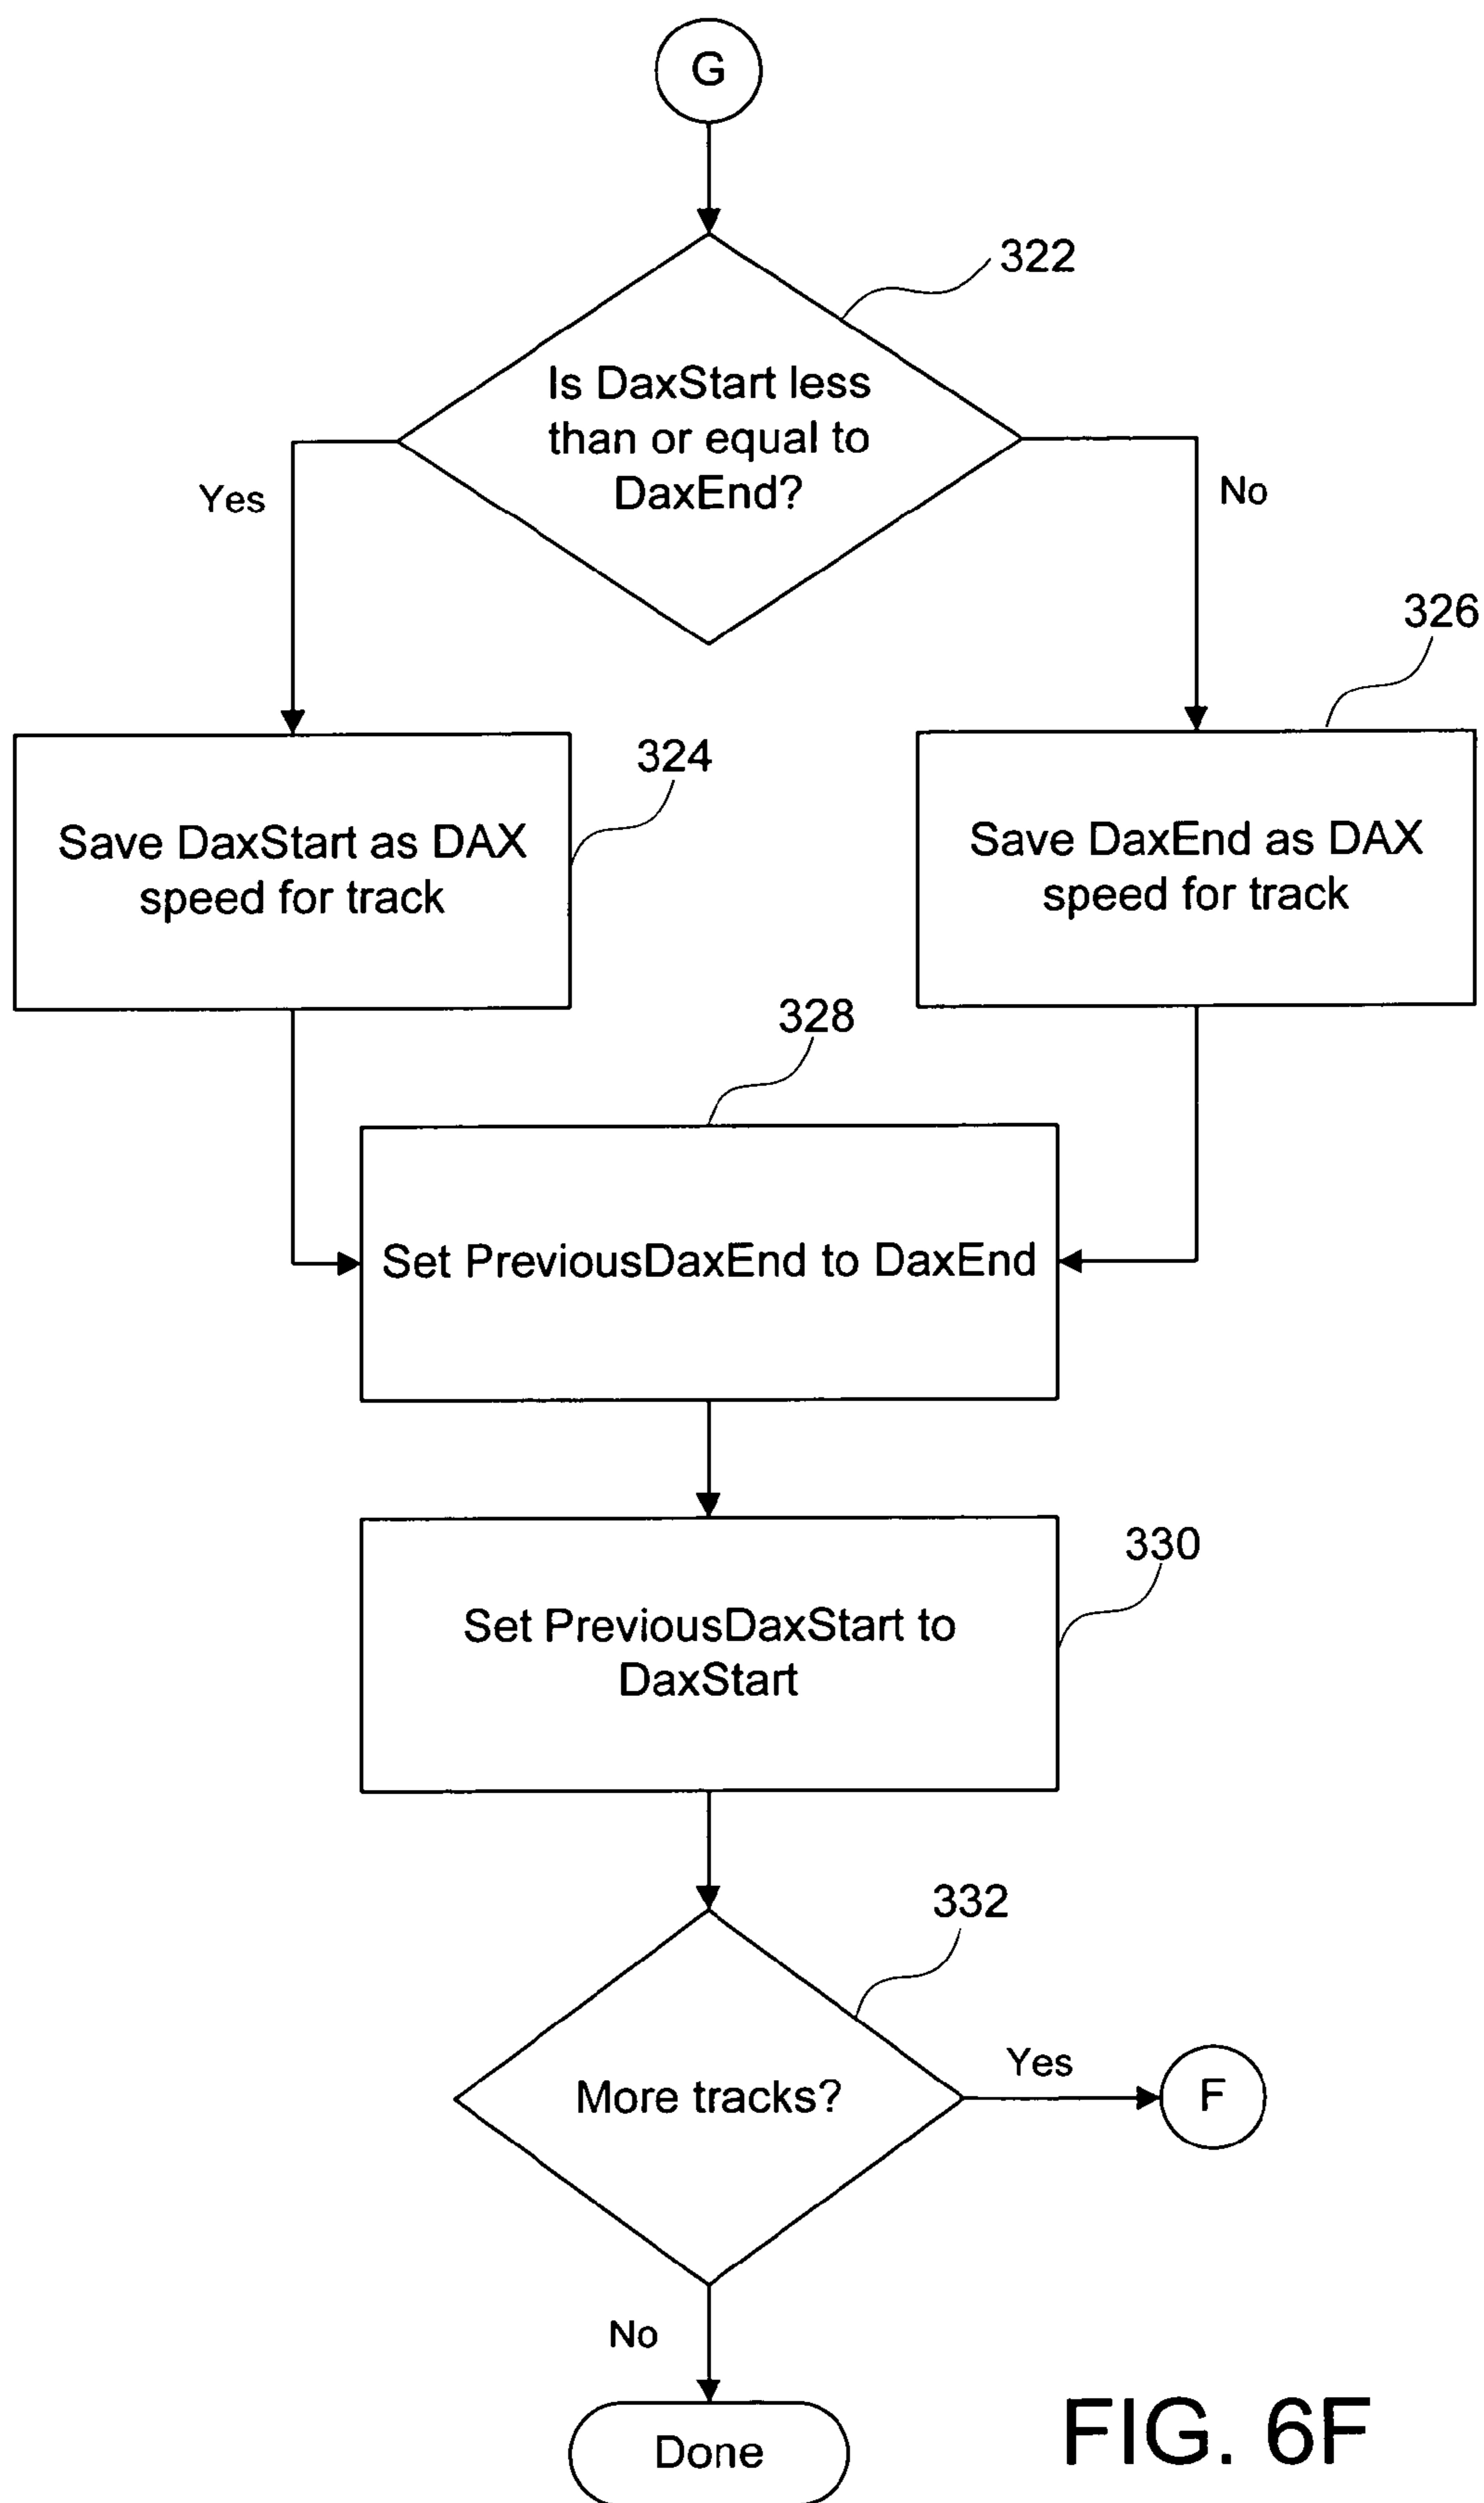 G
322
Is DaxStart less
than or equal to
DaxEnd?
Yes
No
326
324
Save DaxStart as DAX
speed for track
Save DaxEnd as DAX
speed for track
328
Set PreviousDaxEnd to DaxEnd
330
Set PreviousDaxStart to
DaxStart
332
More tracks?
Yes
F
No
Done
FIG. 6F